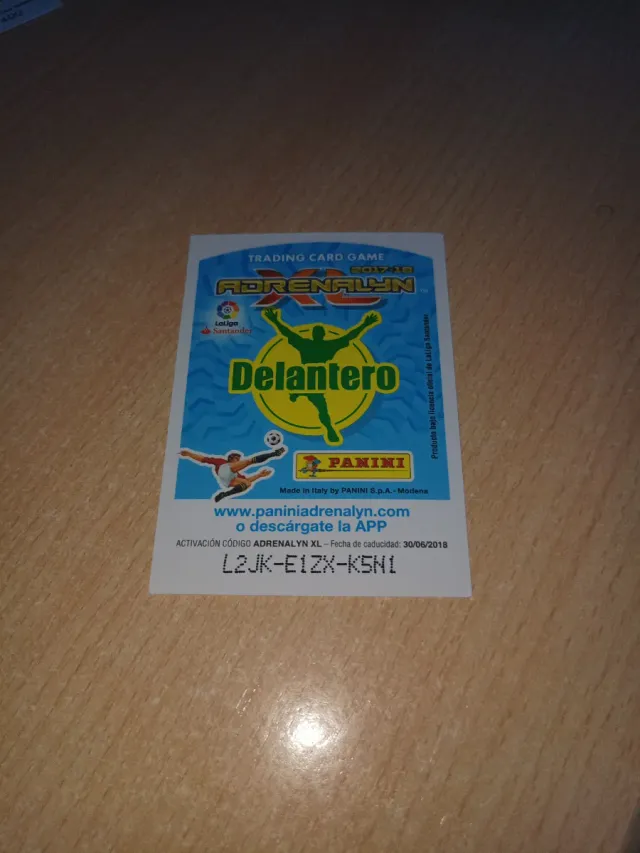 TRADING CARD GAME
2017-18
ADRENALYN XL
LaLiga
Santander
Delantero
Producto bajo licencia oficial de LaLiga Santander
PANINI
Made in Italy by PANINI S.p.A. - Modena
www.paniniadrenalyn.com
o descárgate la APP
ACTIVACIÓN CÓDIGO ADRENALYN XL – Fecha de caducidad: 30/06/2018
L2JK-E1ZX-K5N1